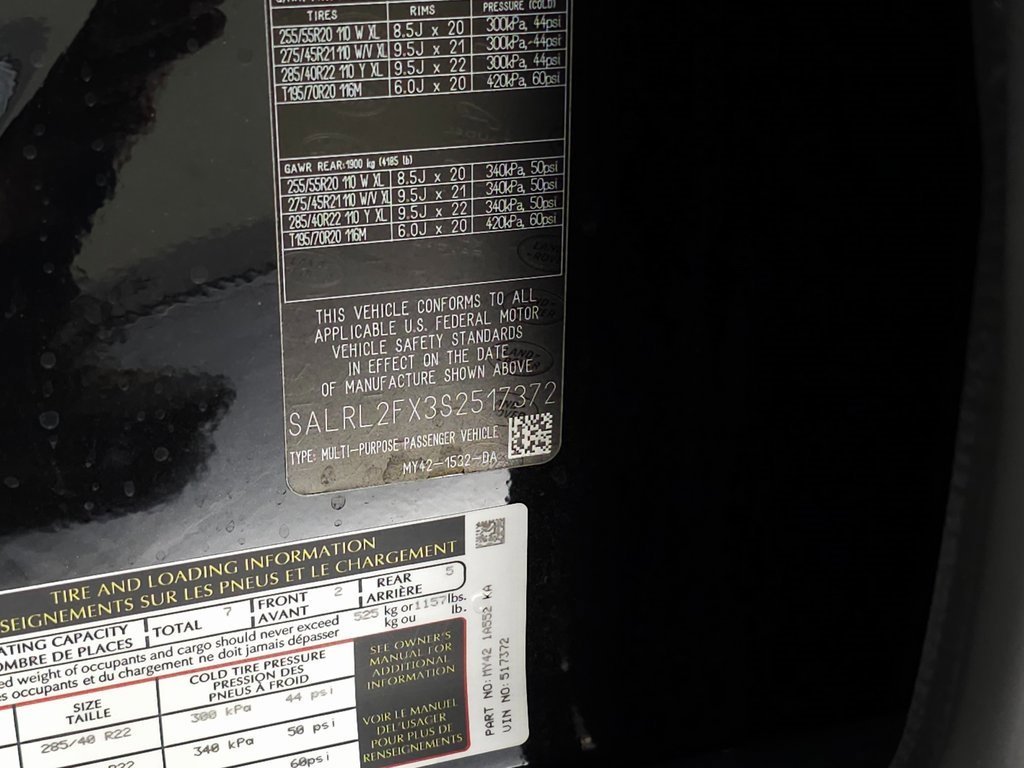 TIRES RIMS PRESSURE (COLD)
255/55R20 110 W XL 8.5J x 20 300kPa, 44psi
275/45R21 110 W/V XL 9.5J x 21 300kPa, 44psi
285/40R22 110 Y XL 9.5J x 22 300kPa, 44psi
T195/70R20 116M 6.0J x 20 420kPa, 60psi
GAWR REAR:1900 kg (4185 lb)
255/55R20 110 W XL 8.5J x 20 340kPa, 50psi
275/45R21 110 W/V XL 9.5J x 21 340kPa, 50psi
285/40R22 110 Y XL 9.5J x 22 340kPa, 50psi
T195/70R20 116M 6.0J x 20 420kPa, 60psi
THIS VEHICLE CONFORMS TO ALL
APPLICABLE U.S. FEDERAL MOTOR
VEHICLE SAFETY STANDARDS
IN EFFECT ON THE DATE
OF MANUFACTURE SHOWN ABOVE
SALRL2FX3S2517372
TYPE: MULTI-PURPOSE PASSENGER VEHICLE
MY42-1532-DA
TIRE AND LOADING INFORMATION
SEIGNEMENTS SUR LES PNEUS ET LE CHARGEMENT
ATING CAPACITY TOTAL 7 FRONT 2 REAR 5
OMBRE DE PLACES AVANT ARRIÈRE
ed weight of occupants and cargo should never exceed 525 kg or 1157 lbs.
s occupants et du chargement ne doit jamais dépasser kg ou lb.
SIZE COLD TIRE PRESSURE
TAILLE PRESSION DES
PNEUS À FROID
285/40 R22 300 kPa 44 psi
R22 340 kPa 50 psi
60psi
SEE OWNER'S
MANUAL FOR
ADDITIONAL
INFORMATION
VOIR LE MANUEL
DE L'USAGER
POUR PLUS DE
RENSEIGNEMENTS
PART NO: MY42 1A552 KA
VIN NO: 517372